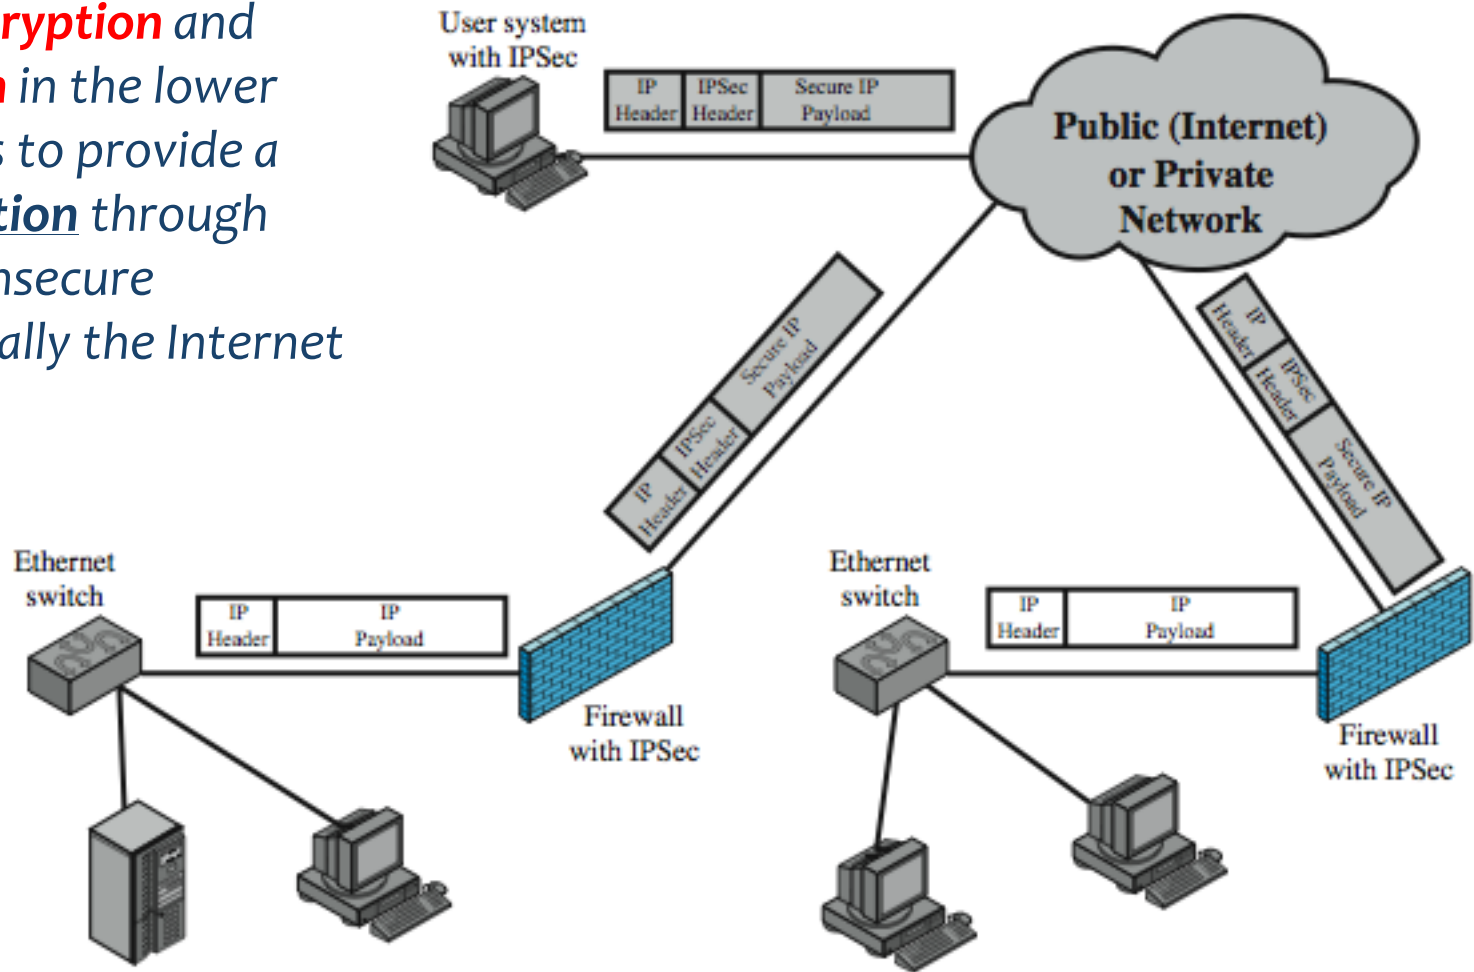 ryption and
in the lower
to provide a
tion through
nsecure
ally the Internet
User system
with IPSec
IP
Header
IPSec
Header
Secure IP
Payload
Public (Internet)
or Private
Network
Secure IP
Payload
IPSec
Header
IP
Header
IP
Header
IPSec
Header
Secure IP
Payload
Ethernet
switch
IP
Header
IP
Payload
Firewall
with IPSec
Ethernet
switch
IP
Header
IP
Payload
Firewall
with IPSec